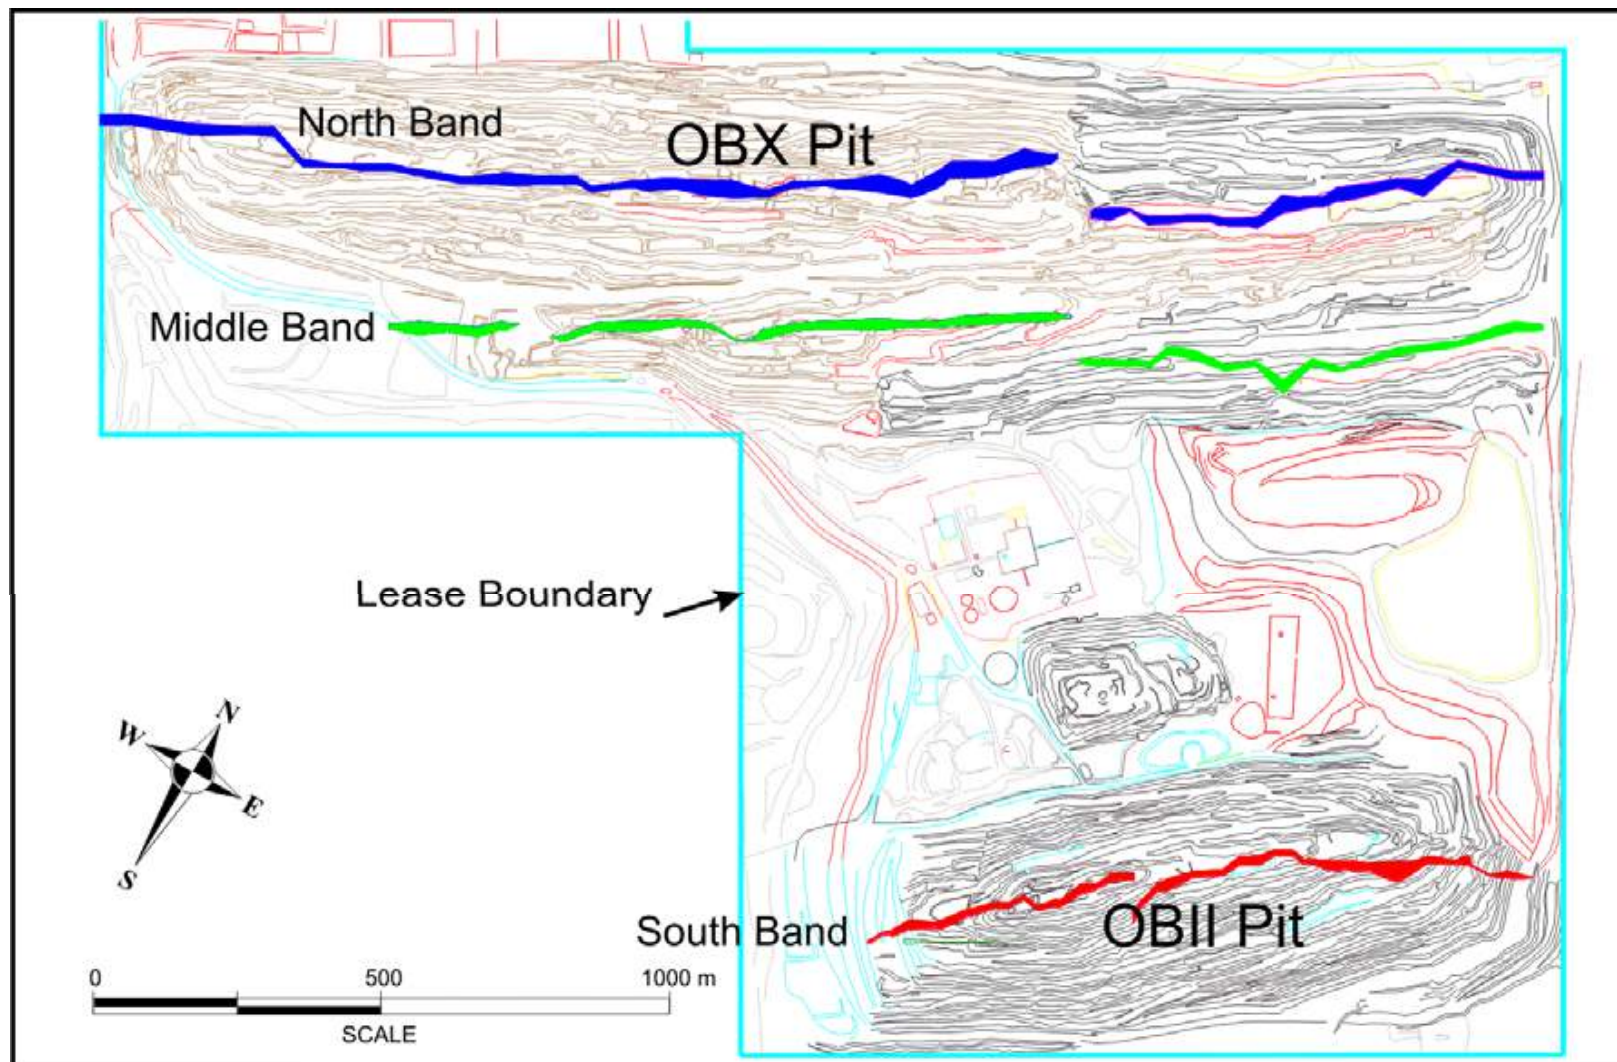 North Band
OBX Pit
Middle Band
Lease Boundary
N
W
E
S
South Band
OBII Pit
0 500 1000 m
SCALE